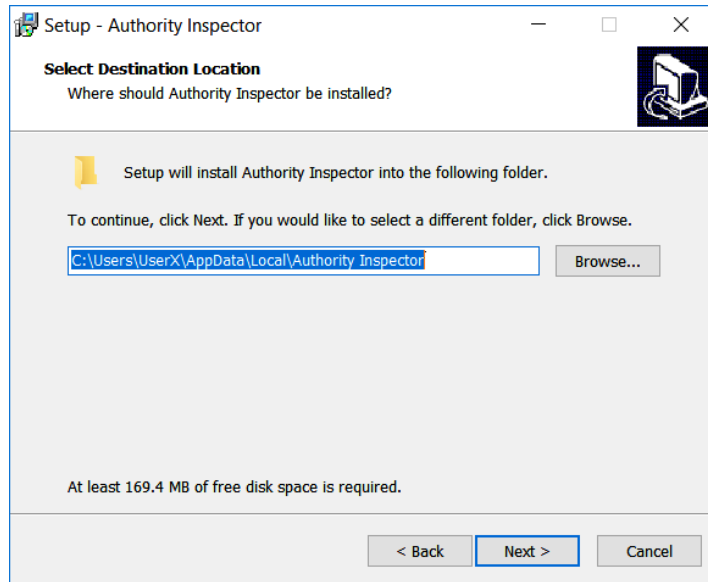 Setup - Authority Inspector
Select Destination Location
Where should Authority Inspector be installed?
Setup will install Authority Inspector into the following folder.
To continue, click Next. If you would like to select a different folder, click Browse.
C:\Users\UserX\AppData\Local\Authority Inspector
Browse...
At least 169.4 MB of free disk space is required.
< Back Next > Cancel